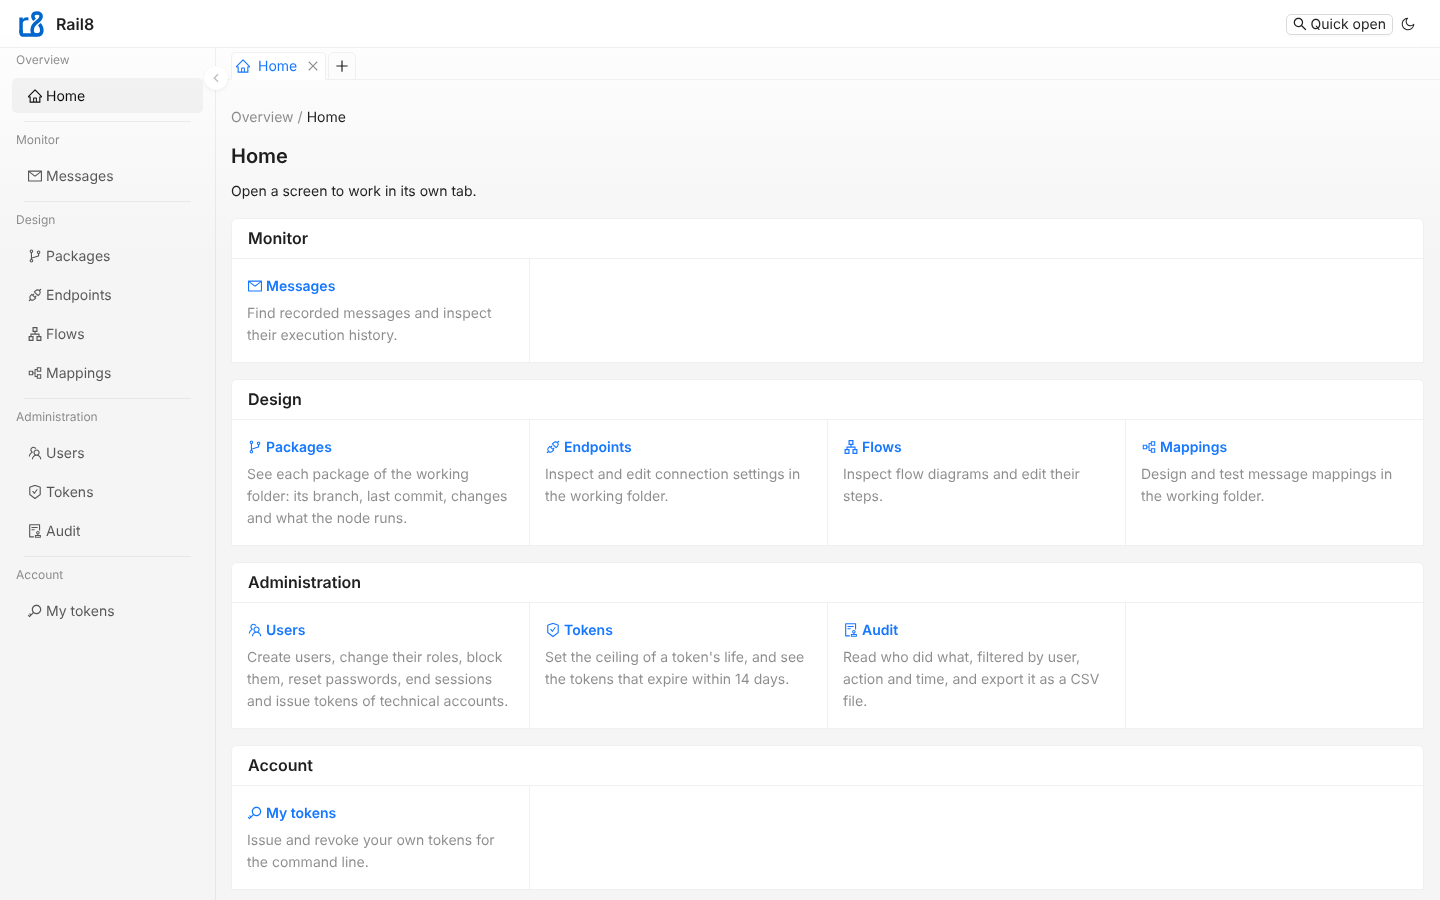 r8 Rail8
Quick open
Overview
Home
Monitor
Messages
Design
Packages
Endpoints
Flows
Mappings
Administration
Users
Tokens
Audit
Account
My tokens
Home
Overview / Home
Home
Open a screen to work in its own tab.
Monitor
Messages
Find recorded messages and inspect
their execution history.
Design
Packages
See each package of the working
folder: its branch, last commit, changes
and what the node runs.
Endpoints
Inspect and edit connection settings in
the working folder.
Flows
Inspect flow diagrams and edit their
steps.
Mappings
Design and test message mappings in
the working folder.
Administration
Users
Create users, change their roles, block
them, reset passwords, end sessions
and issue tokens of technical accounts.
Tokens
Set the ceiling of a token's life, and see
the tokens that expire within 14 days.
Audit
Read who did what, filtered by user,
action and time, and export it as a CSV
file.
Account
My tokens
Issue and revoke your own tokens for
the command line.